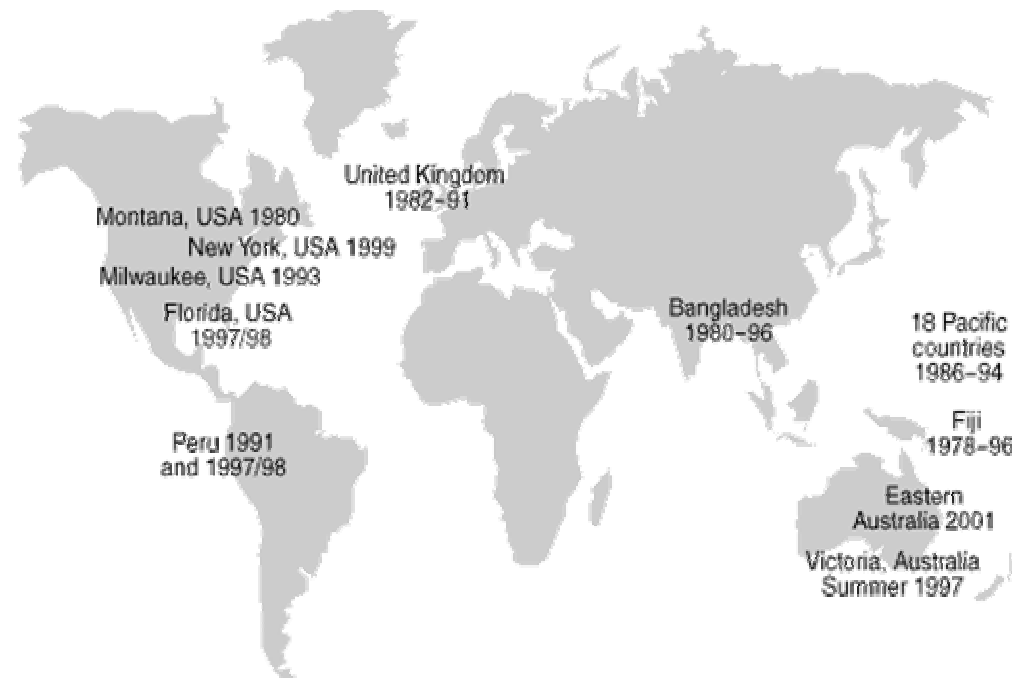 United Kingdom
1982–91
Montana, USA 1980
New York, USA 1999
Milwaukee, USA 1993
Florida, USA
1997/98
Bangladesh
1980–96
18 Pacific
countries
1986–94
Peru 1991
and 1997/98
Fiji
1978–96
Eastern
Australia 2001
Victoria, Australia
Summer 1997